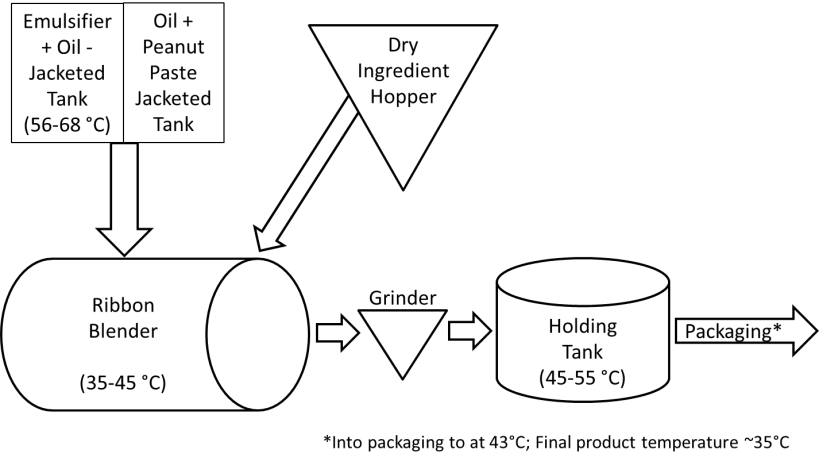 Emulsifier
+ Oil -
Jacketed
Tank
(56-68 °C)
Oil +
Peanut
Paste
Jacketed
Tank
Dry
Ingredient
Hopper
Ribbon
Blender
(35-45 °C)
Grinder
Holding
Tank
(45-55 °C)
Packaging*
*Into packaging to at 43°C; Final product temperature ~35°C